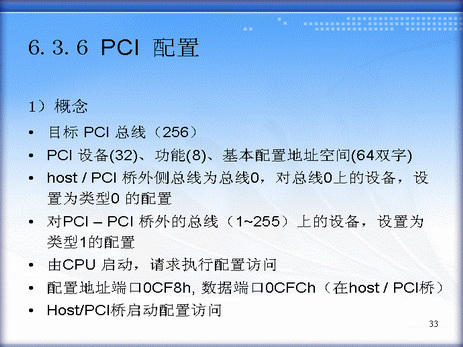 6.3.6 PCI 配置
1）概念
• 目标 PCI 总线（256）
• PCI 设备(32)、功能(8)、基本配置地址空间(64双字)
• host / PCI 桥外侧总线为总线0，对总线0上的设备，设
置为类型0 的配置
• 对PCI – PCI 桥外的总线（1~255）上的设备，设置为
类型1的配置
• 由CPU 启动，请求执行配置访问
• 配置地址端口0CF8h, 数据端口0CFCh（在host / PCI桥）
• Host/PCI桥启动配置访问
33